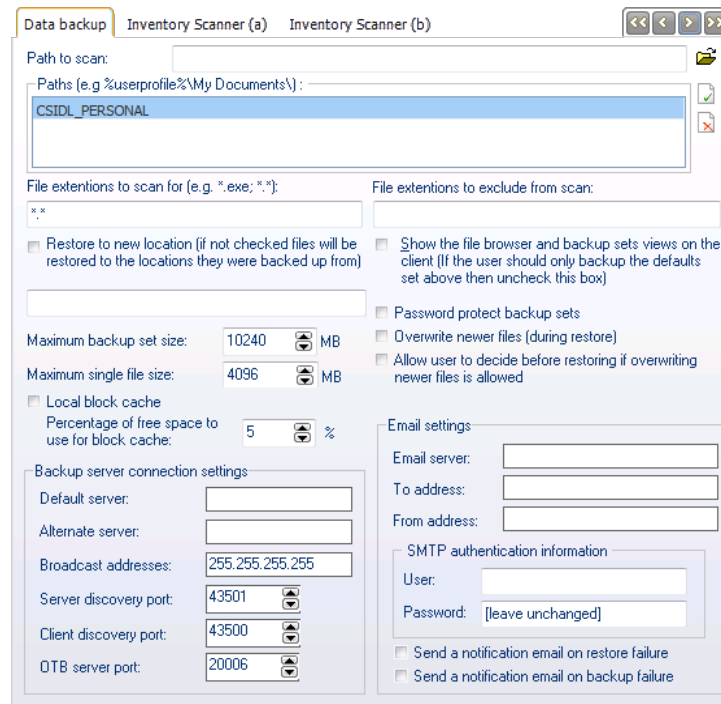 Data backup
Inventory Scanner (a)
Inventory Scanner (b)
Path to scan:
Paths (e.g %userprofile%\My Documents\) :
CSIDL_PERSONAL
File extentions to scan for (e.g. *.exe; *.*):
*.*
File extentions to exclude from scan:
Restore to new location (if not checked files will be
restored to the locations they were backed up from)
Show the file browser and backup sets views on the
client (If the user should only backup the defaults
set above then uncheck this box)
Password protect backup sets
Overwrite newer files (during restore)
Allow user to decide before restoring if overwriting
newer files is allowed
Maximum backup set size: 10240 MB
Maximum single file size: 4096 MB
Local block cache
Percentage of free space to
use for block cache: 5 %
Backup server connection settings
Default server:
Alternate server:
Broadcast addresses: 255.255.255.255
Server discovery port: 43501
Client discovery port: 43500
OTB server port: 20006
Email settings
Email server:
To address:
From address:
SMTP authentication information
User:
Password: [leave unchanged]
Send a notification email on restore failure
Send a notification email on backup failure